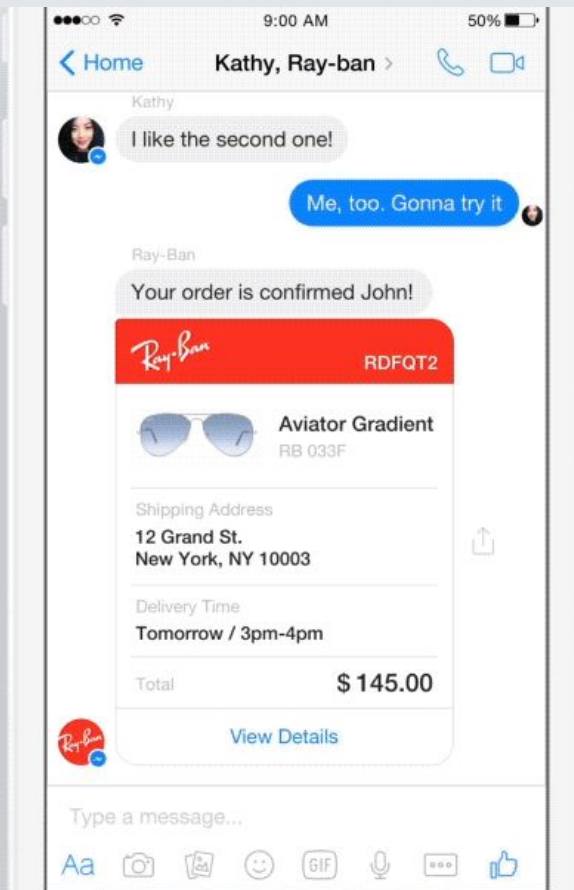 9:00 AM
50%
Home
Kathy, Ray-ban >
Kathy
I like the second one!
Me, too. Gonna try it
Ray-Ban
Your order is confirmed John!
Ray-Ban
RDFQT2
Aviator Gradient
RB 033F
Shipping Address
12 Grand St.
New York, NY 10003
Delivery Time
Tomorrow / 3pm-4pm
Total
$145.00
View Details
Ray-Ban
Type a message...
Aa
GIF